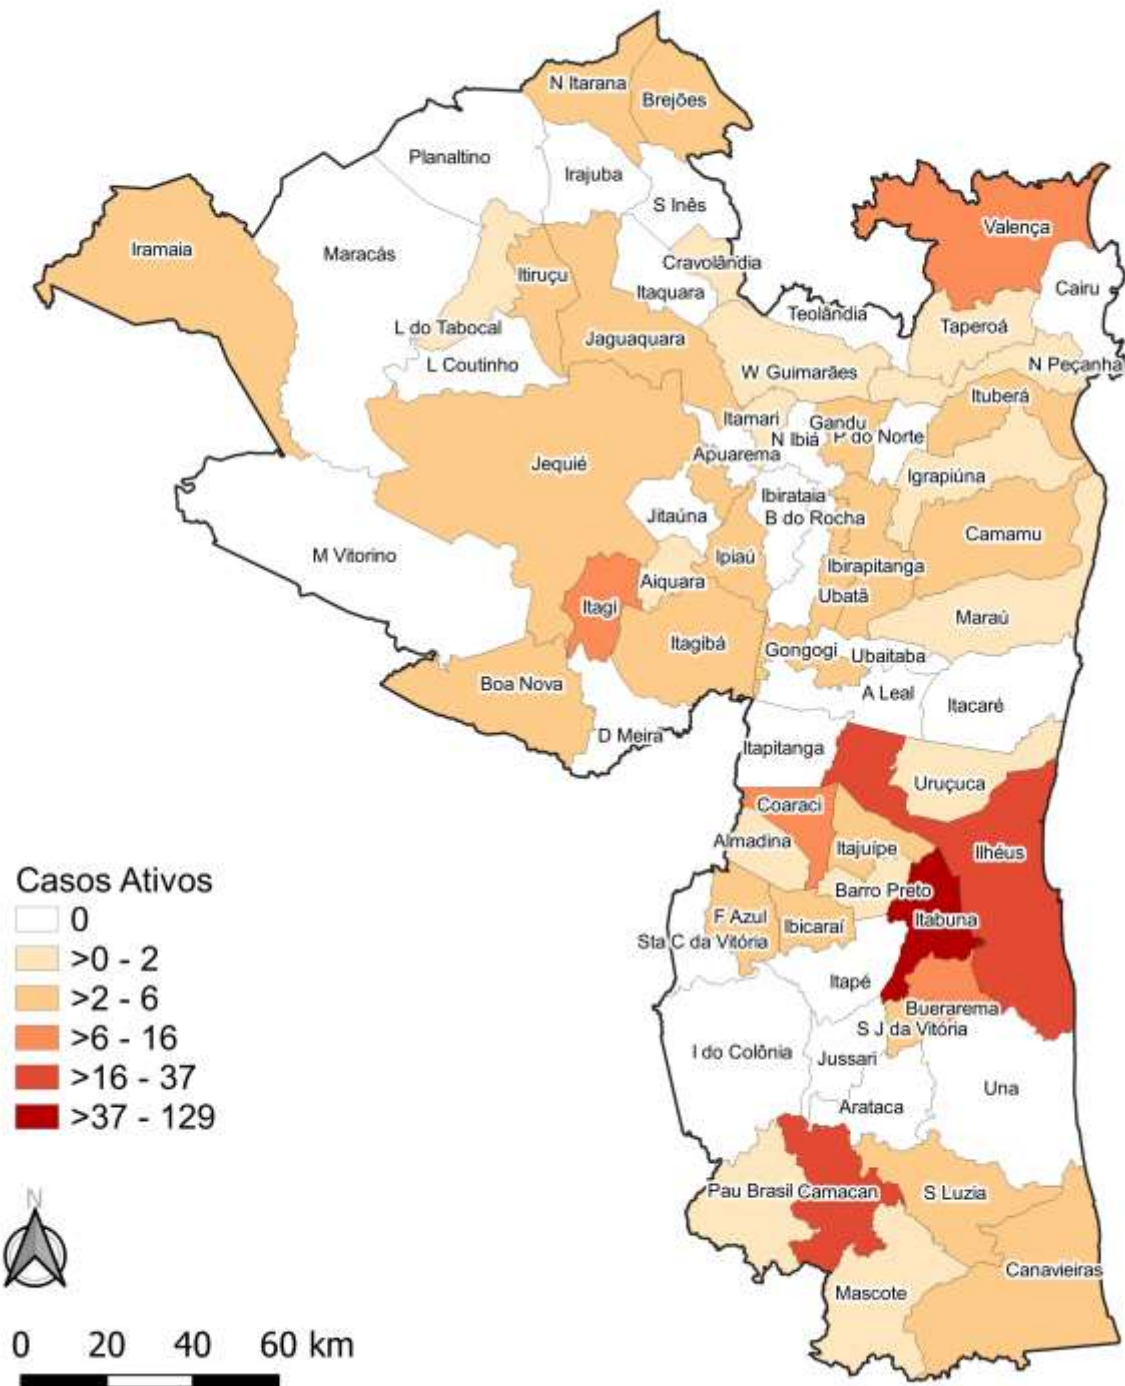 N Itarana
Brejões
Planaltino
Irajuba
S Inês
Valença
Iramaia
Maracás
Cravolândia
Itiruçu
Itaquara
Cairu
Teolândia
Taperoá
L do Tabocal
Jaguaquara
L Coutinho
W Guimarães
N Peçanha
Ituberá
Itamari
Gandu
N Ibiá
P do Norte
Apuarema
Jequié
Igrapiúna
Ibirataia
Jitaúna
B do Rocha
Camamu
M Vitorino
Ipiaú
Ibirapitanga
Aiquara
Ubatã
Itagi
Maraú
Itagibá
Gongogi
Ubaitaba
Boa Nova
A Leal
Itacaré
D Meira
Itapitanga
Uruçuca
Coaraci
Almadina
Itajuípe
Ilhéus
Barro Preto
F Azul
Ibicaraí
Itabuna
Sta C da Vitória
Itapé
Buerarema
S J da Vitória
I do Colônia
Jussari
Una
Arataca
Pau Brasil
Camacan
S Luzia
Canavieiras
Mascote
Casos Ativos
0
>0 - 2
>2 - 6
>6 - 16
>16 - 37
>37 - 129
N
0 20 40 60 km